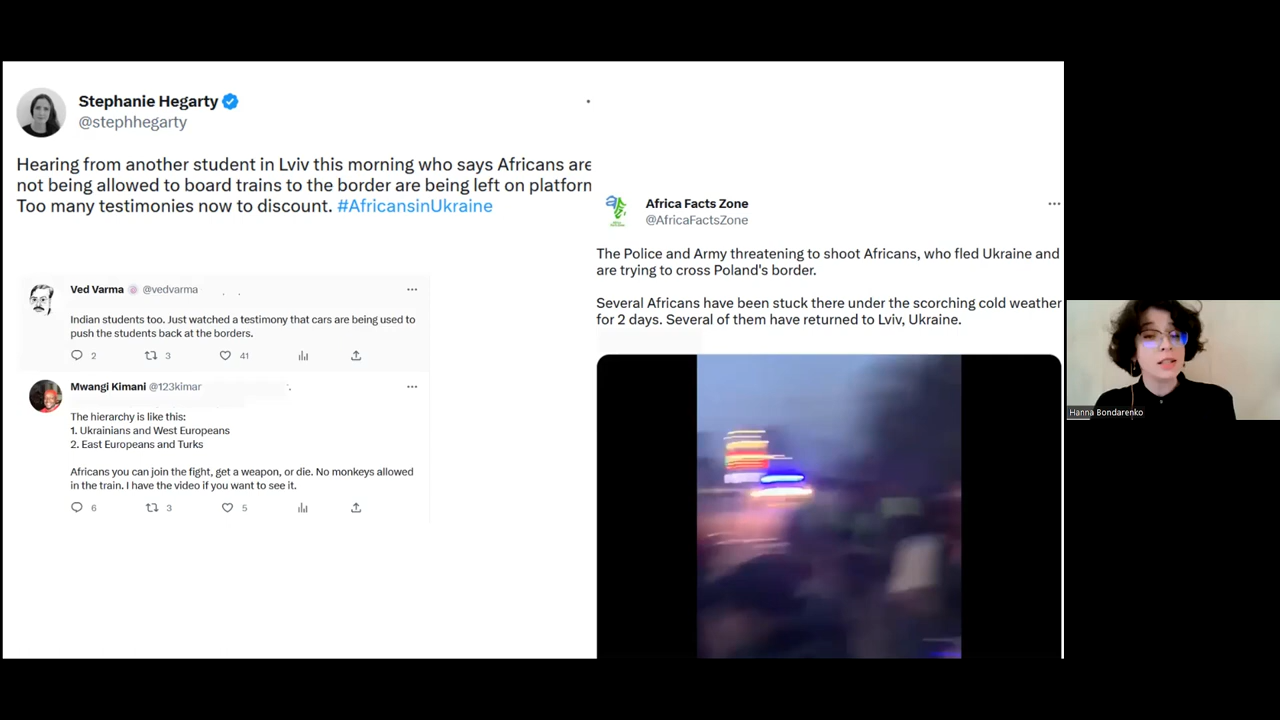 Stephanie Hegarty
@stephhegarty
Hearing from another student in Lviv this morning who says Africans are
not being allowed to board trains to the border are being left on platform
Too many testimonies now to discount. #AfricansinUkraine
Ved Varma @vedvarma
Indian students too. Just watched a testimony that cars are being used to
push the students back at the borders.
2 3 41
Mwangi Kimani @123kimar
The hierarchy is like this:
1. Ukrainians and West Europeans
2. East Europeans and Turks
Africans you can join the fight, get a weapon, or die. No monkeys allowed
in the train. I have the video if you want to see it.
6 3 5
Africa Facts Zone
@AfricaFactsZone
The Police and Army threatening to shoot Africans, who fled Ukraine and
are trying to cross Poland's border.
Several Africans have been stuck there under the scorching cold weather
for 2 days. Several of them have returned to Lviv, Ukraine.
Hanna Bondarenko